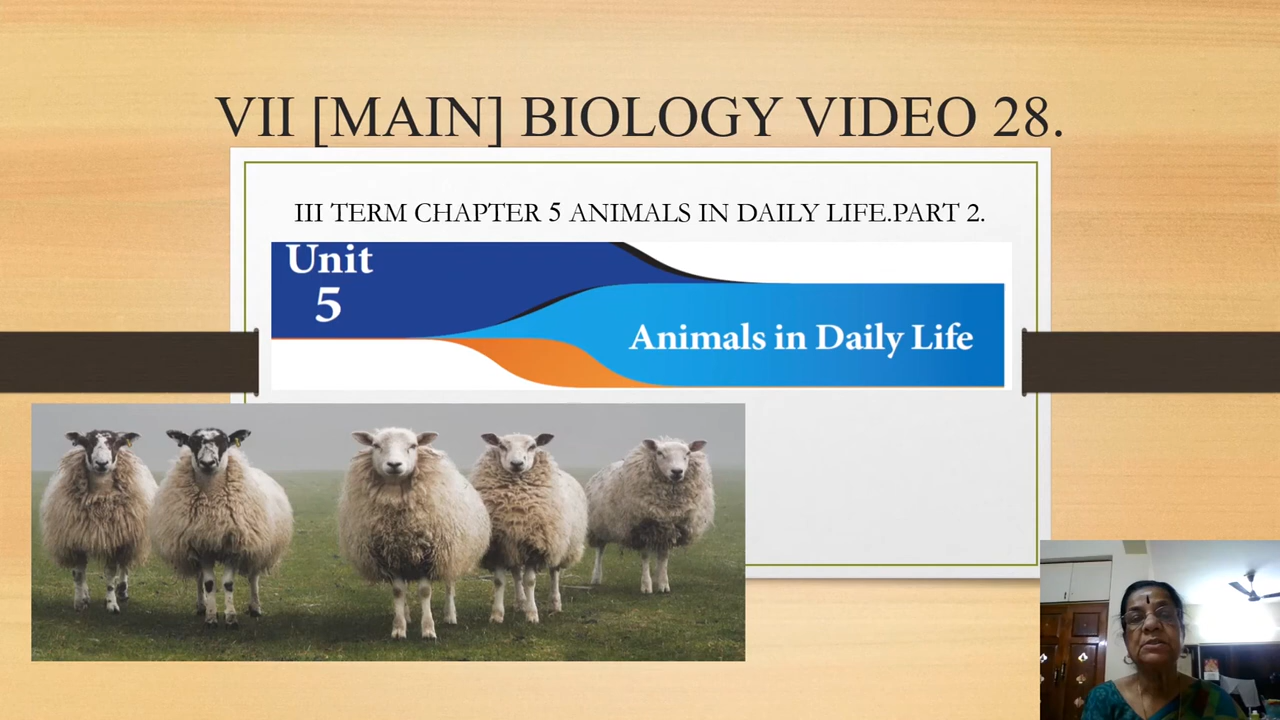 VII [MAIN] BIOLOGY VIDEO 28.
III TERM CHAPTER 5 ANIMALS IN DAILY LIFE.PART 2.
Unit
5
Animals in Daily Life